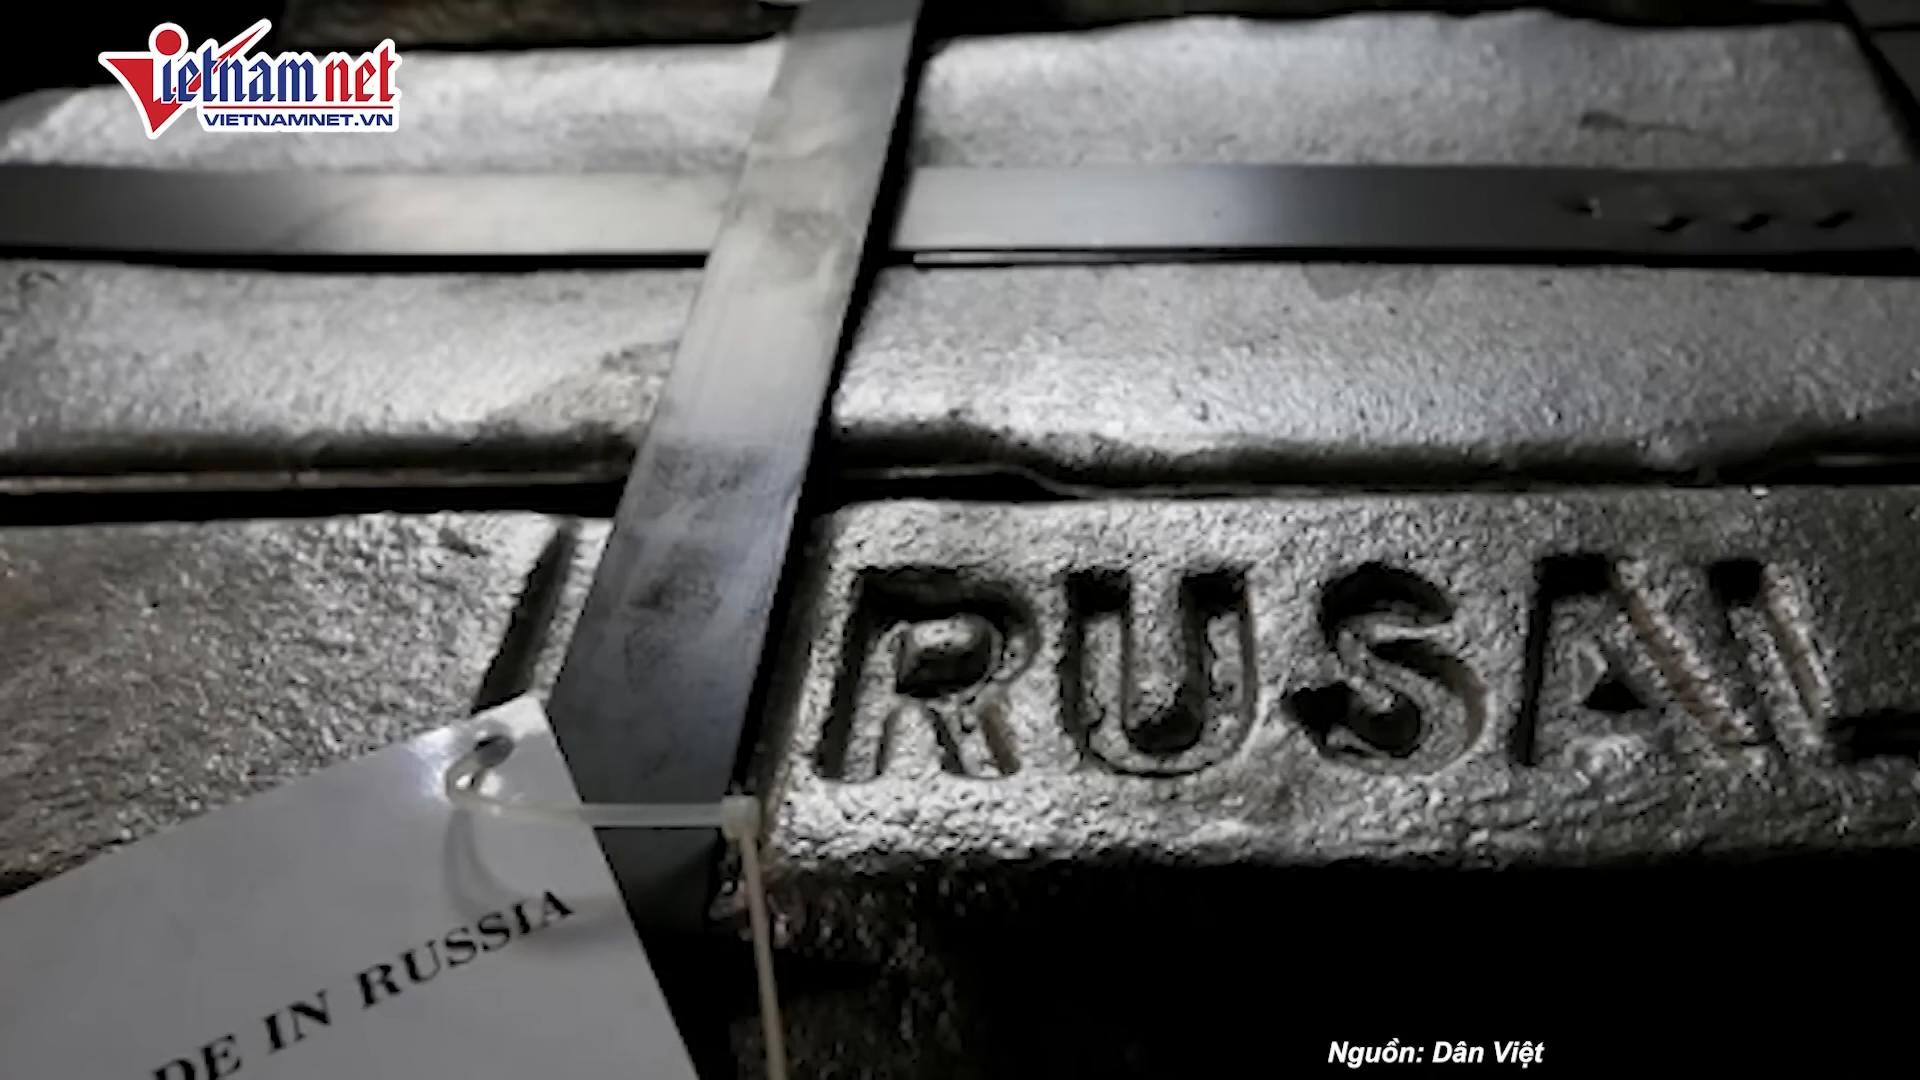 Vietnamnet
VIETNAMNET.VN
RUSAL
DE IN RUSSIA
Nguồn: Dân Việt